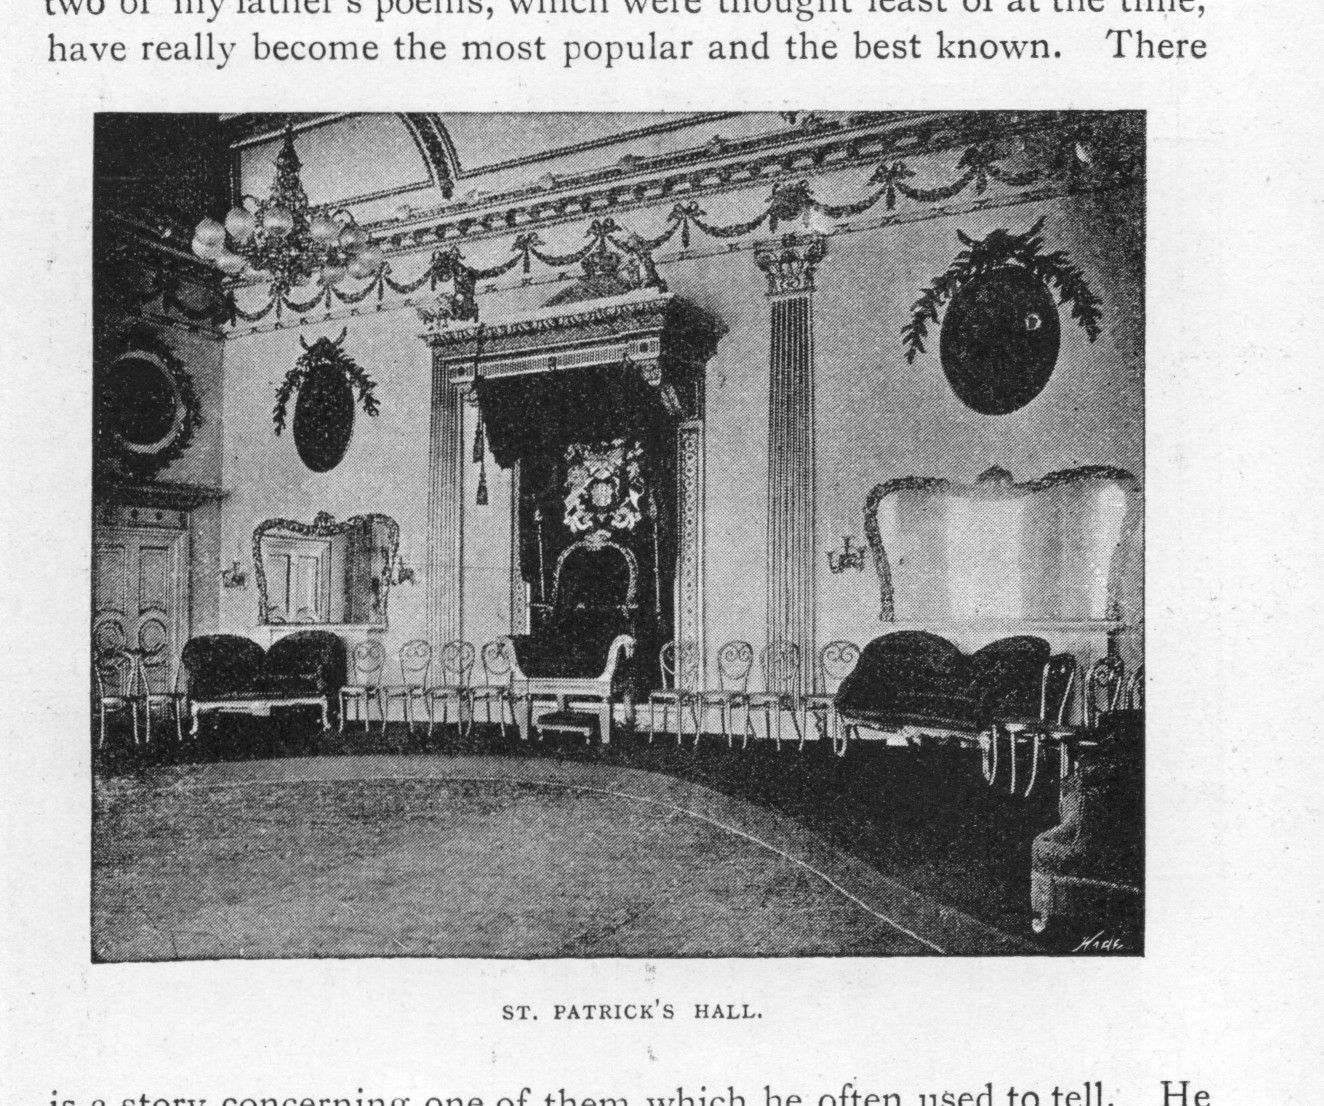 two of my father's poems, which were thought least of at the time,
have really become the most popular and the best known. There
Hare
ST. PATRICK'S HALL.
is a story concerning one of them which he often used to tell. He